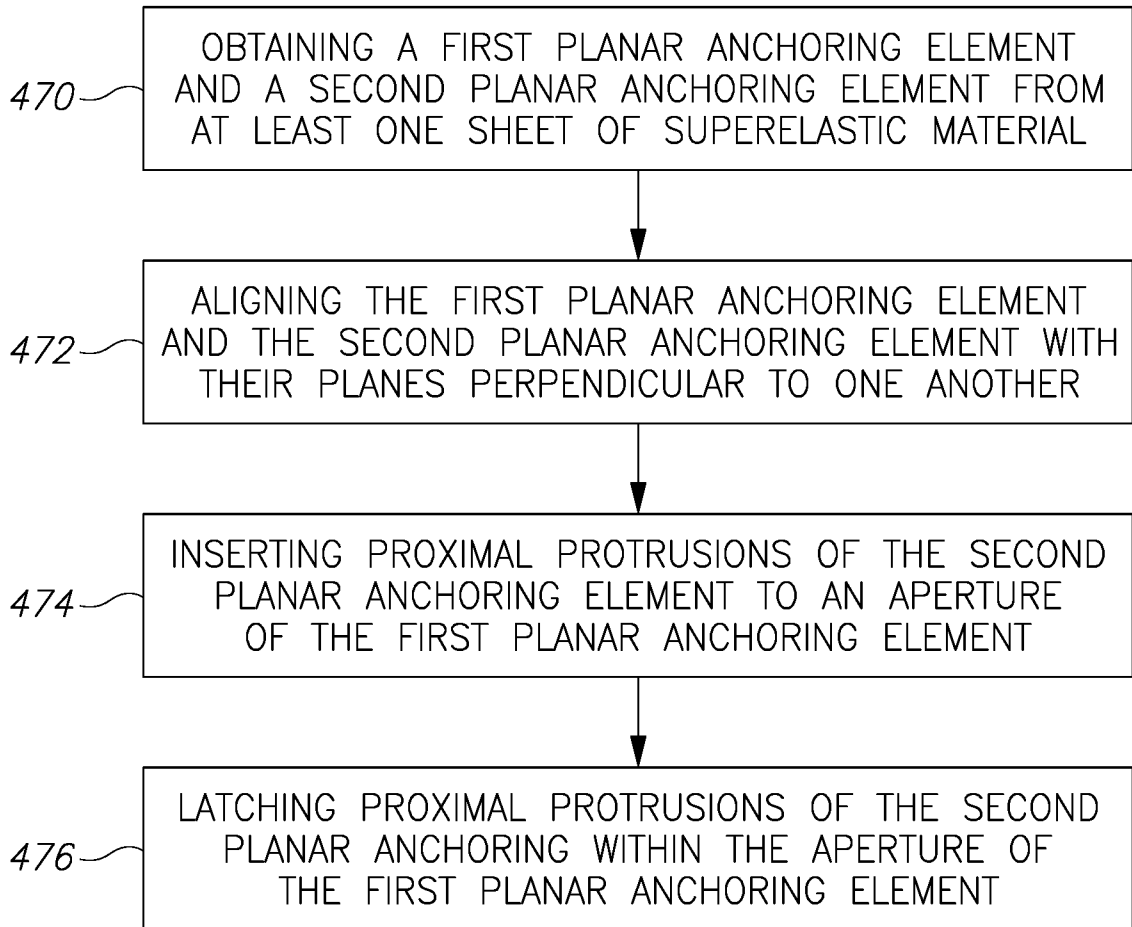 OBTAINING A FIRST PLANAR ANCHORING ELEMENT
470 AND A SECOND PLANAR ANCHORING ELEMENT FROM
AT LEAST ONE SHEET OF SUPERELASTIC MATERIAL
ALIGNING THE FIRST PLANAR ANCHORING ELEMENT
472 AND THE SECOND PLANAR ANCHORING ELEMENT WITH
THEIR PLANES PERPENDICULAR TO ONE ANOTHER
INSERTING PROXIMAL PROTRUSIONS OF THE SECOND
474 PLANAR ANCHORING ELEMENT TO AN APERTURE
OF THE FIRST PLANAR ANCHORING ELEMENT
LATCHING PROXIMAL PROTRUSIONS OF THE SECOND
476 PLANAR ANCHORING WITHIN THE APERTURE OF
THE FIRST PLANAR ANCHORING ELEMENT